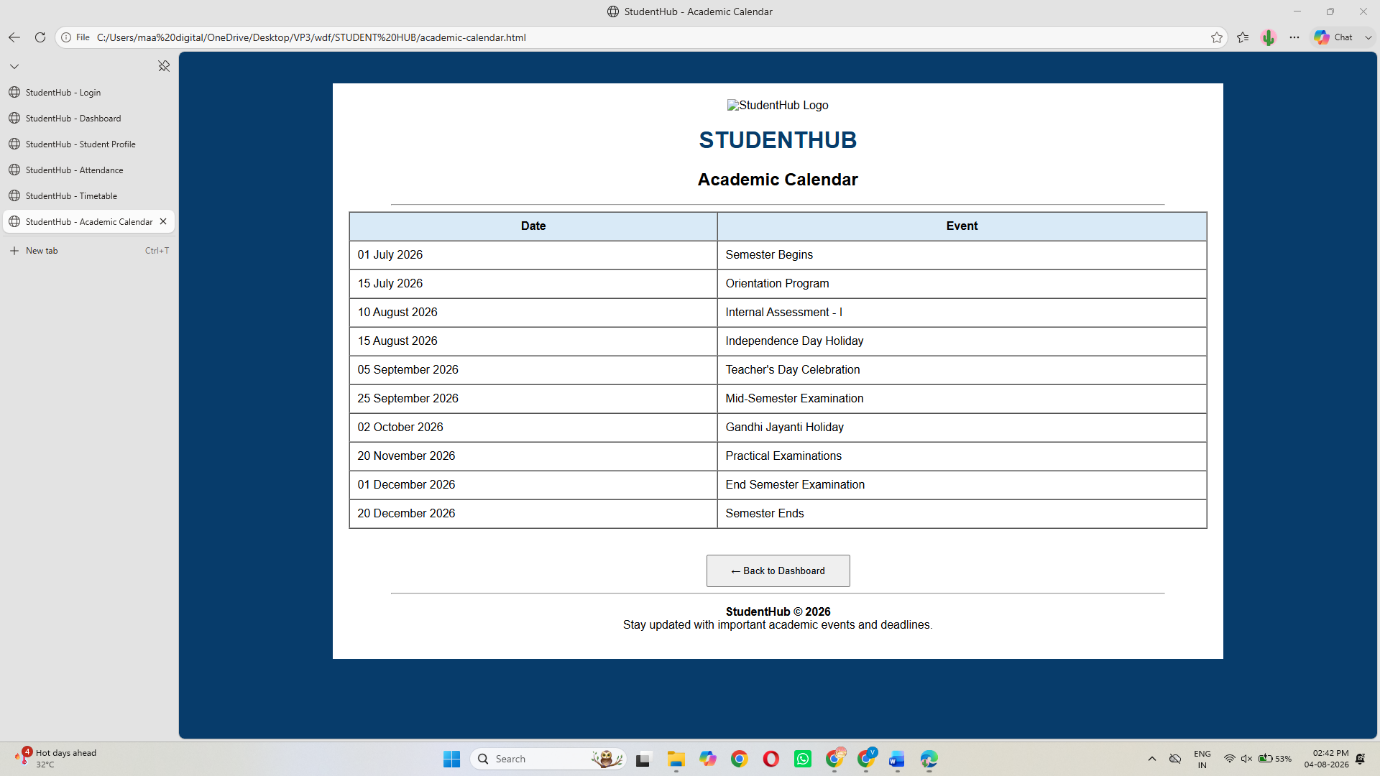 StudentHub - Academic Calendar
File C:/Users/maa%20digital/OneDrive/Desktop/VP3/wdf/STUDENT%20HUB/academic-calendar.html
Chat
StudentHub - Login
StudentHub - Dashboard
StudentHub - Student Profile
StudentHub - Attendance
StudentHub - Timetable
StudentHub - Academic Calendar
New tab Ctrl+T
StudentHub Logo
STUDENTHUB
Academic Calendar
Date Event
01 July 2026 Semester Begins
15 July 2026 Orientation Program
10 August 2026 Internal Assessment - I
15 August 2026 Independence Day Holiday
05 September 2026 Teacher's Day Celebration
25 September 2026 Mid-Semester Examination
02 October 2026 Gandhi Jayanti Holiday
20 November 2026 Practical Examinations
01 December 2026 End Semester Examination
20 December 2026 Semester Ends
← Back to Dashboard
StudentHub © 2026
Stay updated with important academic events and deadlines.
4 Hot days ahead
32°C
Search
V
W
ENG
IN
53%
02:42 PM
04-08-2026